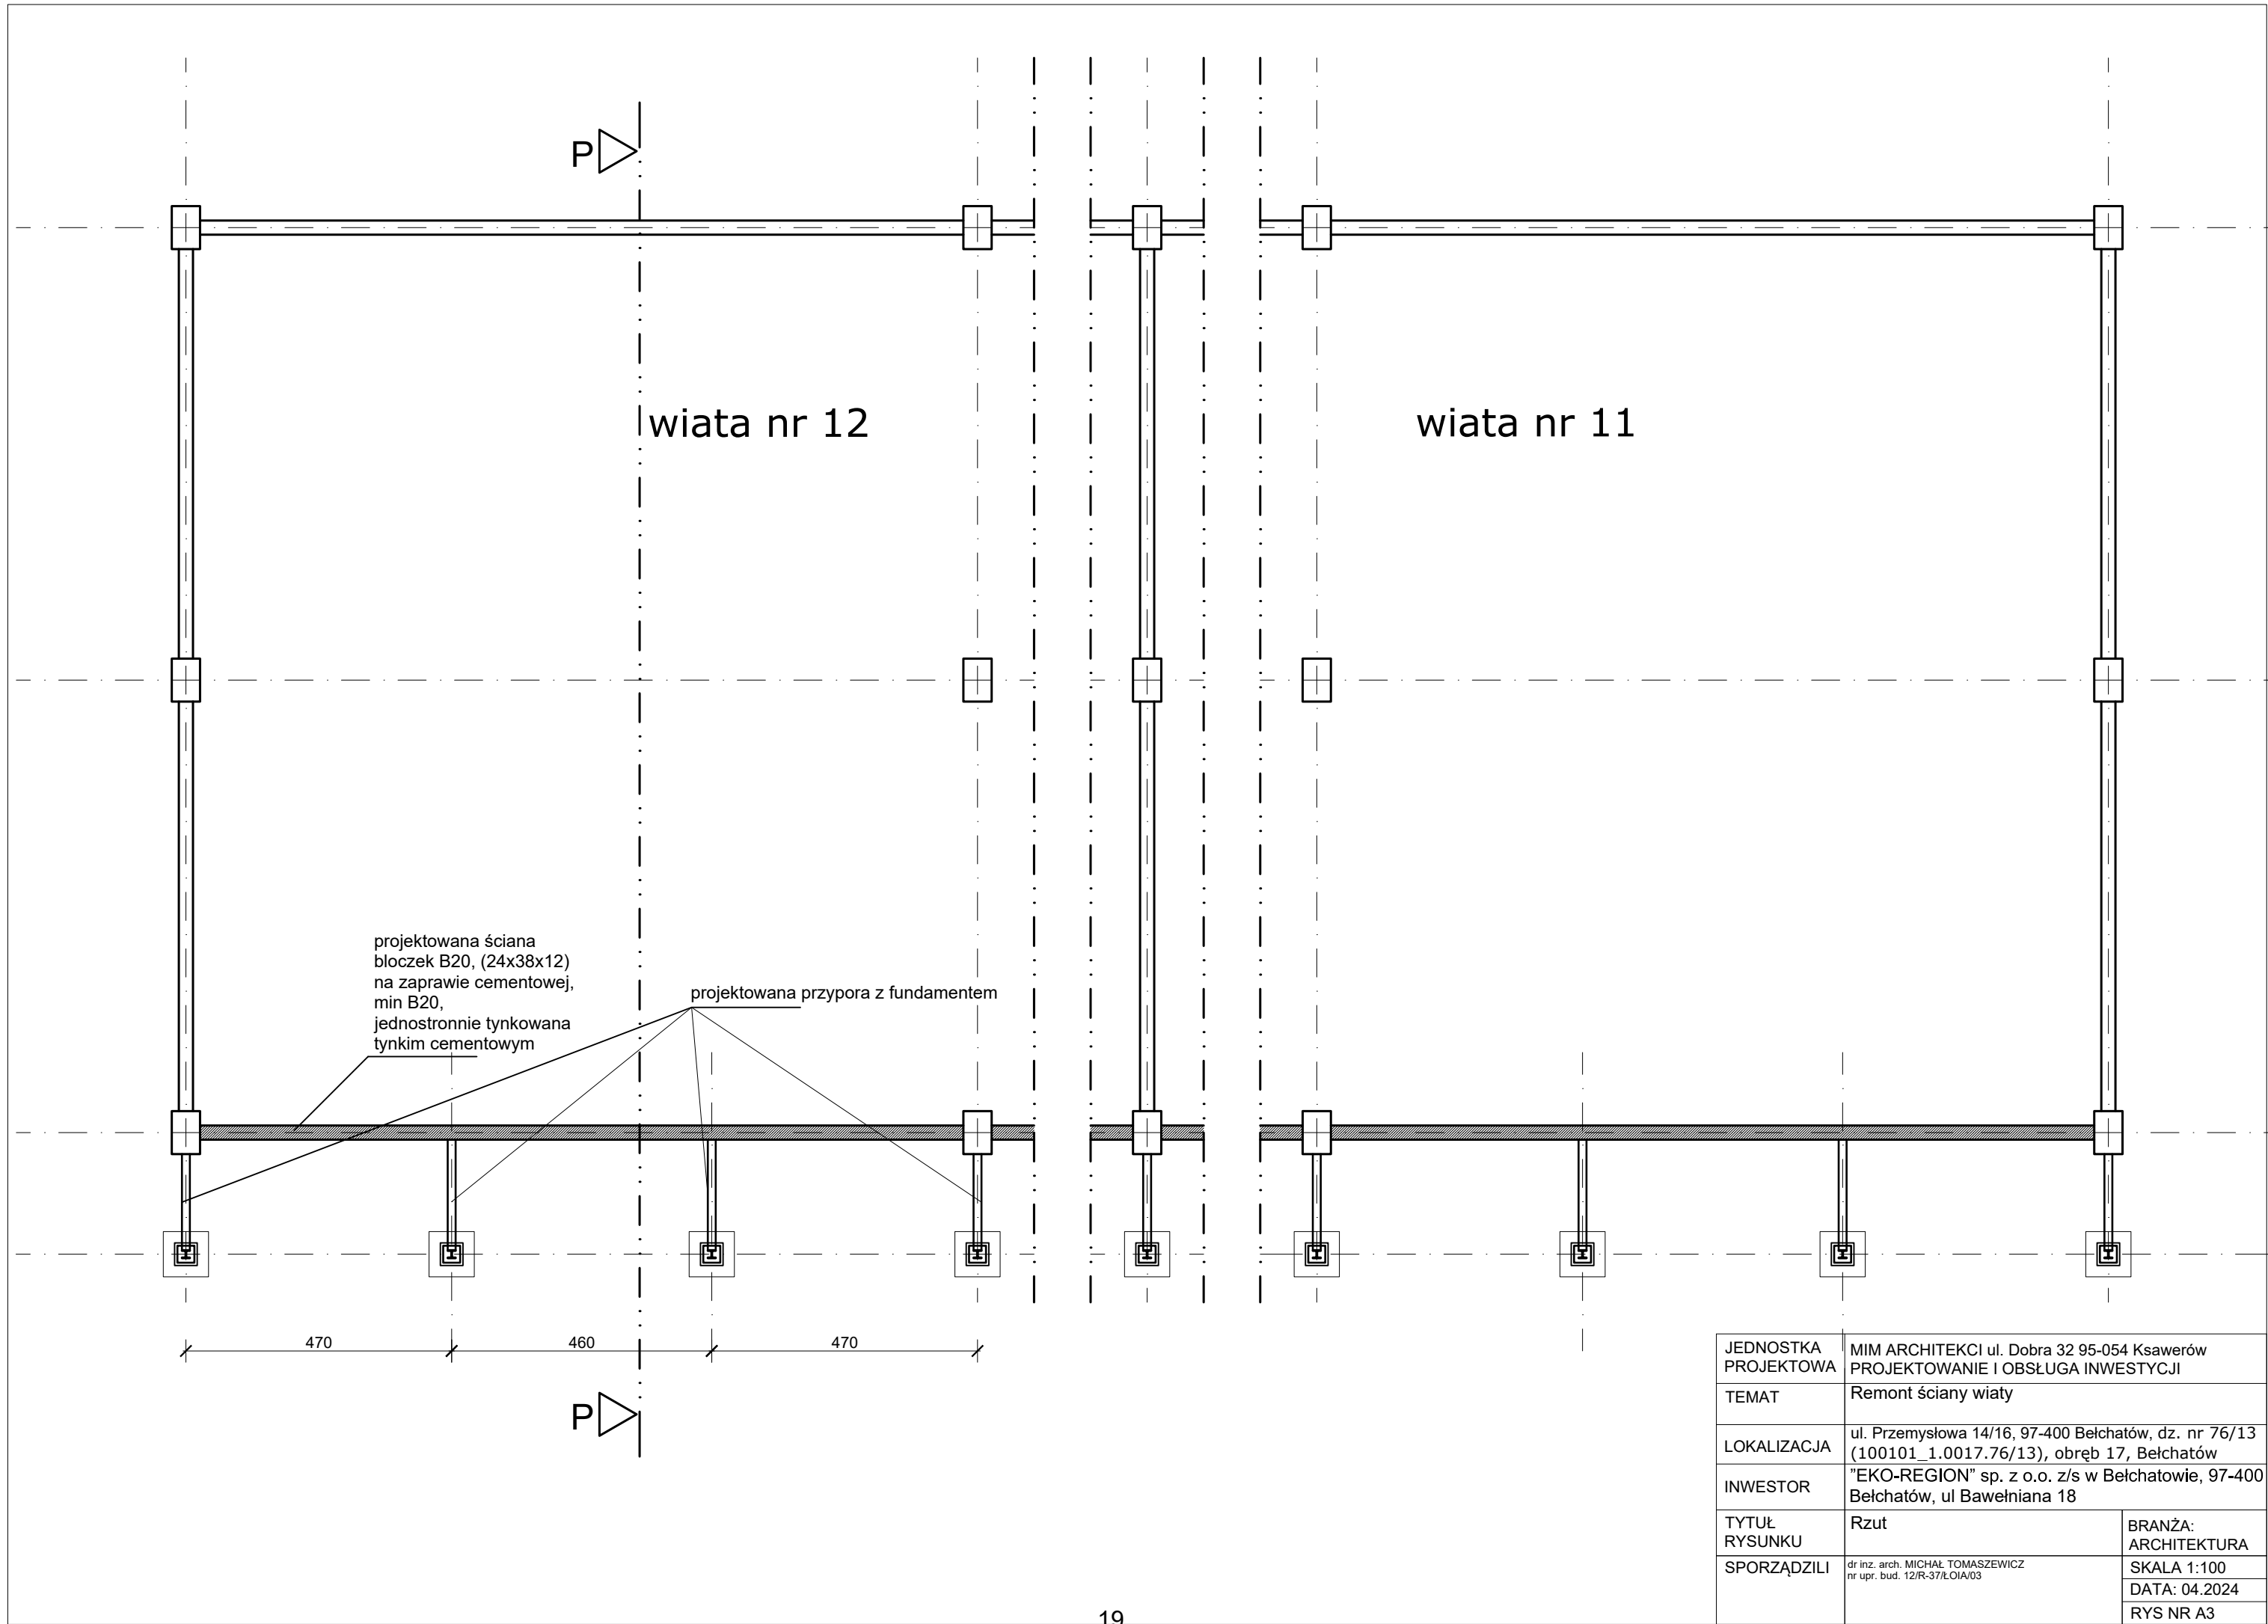 P
wiata nr 12
wiata nr 11
projektowana ściana
bloczek B20, (24x38x12)
na zaprawie cementowej,
min B20,
jednostronnie tynkowana
tynkim cementowym
projektowana przypora z fundamentem
470
460
470
P
JEDNOSTKA
PROJEKTOWA
MIM ARCHITEKCI ul. Dobra 32 95-054 Ksawerów
PROJEKTOWANIE I OBSŁUGA INWESTYCJI
TEMAT
Remont ściany wiaty
LOKALIZACJA
ul. Przemysłowa 14/16, 97-400 Bełchatów, dz. nr 76/13
(100101_1.0017.76/13), obręb 17, Bełchatów
INWESTOR
"EKO-REGION" sp. z o.o. z/s w Bełchatowie, 97-400
Bełchatów, ul Bawełniana 18
TYTUŁ
RYSUNKU
Rzut
BRANŻA:
ARCHITEKTURA
SPORZĄDZILI
dr inz. arch. MICHAŁ TOMASZEWICZ
nr upr. bud. 12/R-37/ŁOIA/03
SKALA 1:100
DATA: 04.2024
RYS NR A3
19